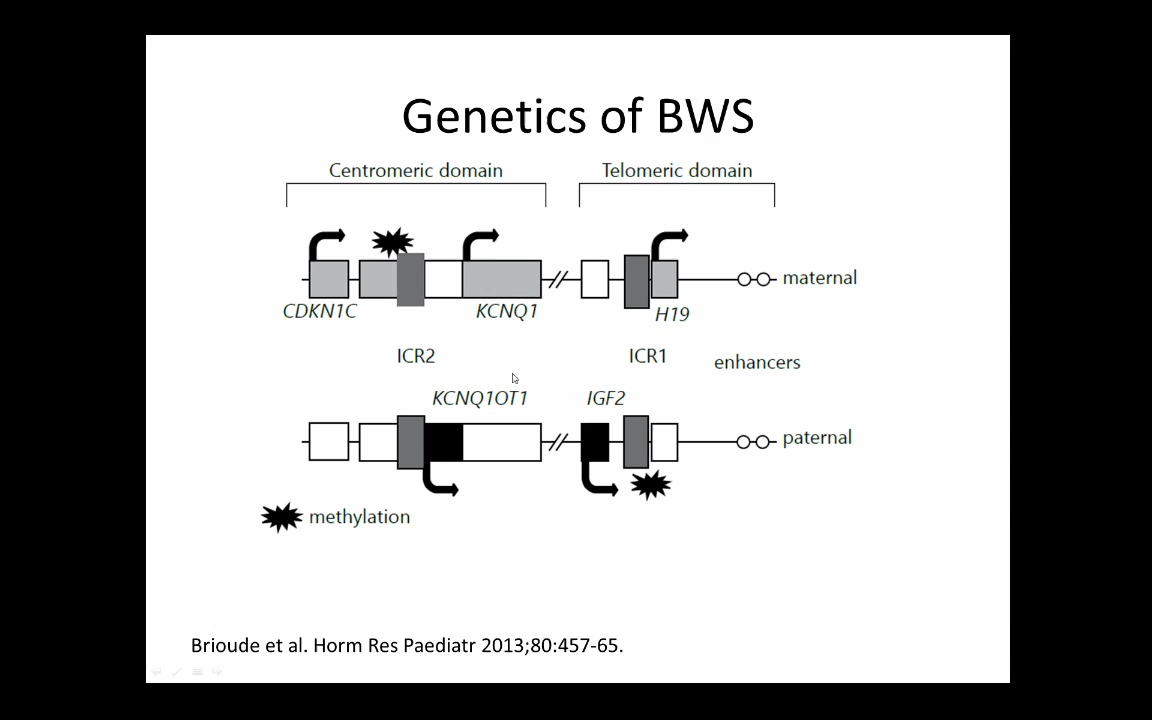 Genetics of BWS
Centromeric domain
Telomeric domain
maternal
CDKN1C
KCNQ1
H19
ICR2
ICR1
enhancers
KCNQ1OT1
IGF2
paternal
methylation
Brioude et al. Horm Res Paediatr 2013;80:457-65.